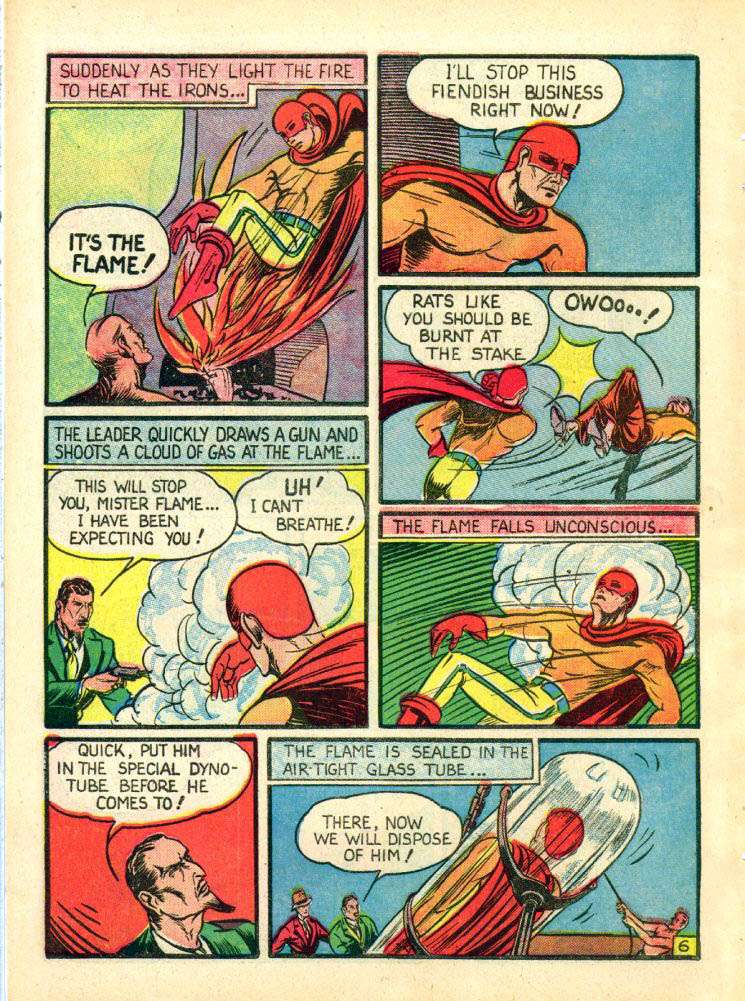 SUDDENLY AS THEY LIGHT THE FIRE
TO HEAT THE IRONS...
IT'S THE
FLAME!
I'LL STOP THIS
FIENDISH BUSINESS
RIGHT NOW!
RATS LIKE
YOU SHOULD BE
BURNT AT
THE STAKE
OWOO...!
THE LEADER QUICKLY DRAWS A GUN AND
SHOOTS A CLOUD OF GAS AT THE FLAME...
THIS WILL STOP
YOU, MISTER FLAME...
I HAVE BEEN
EXPECTING YOU!
UH!
I CANT
BREATHE!
THE FLAME FALLS UNCONSCIOUS...
QUICK, PUT HIM
IN THE SPECIAL DYNO-
TUBE BEFORE HE
COMES TO!
THE FLAME IS SEALED IN THE
AIR-TIGHT GLASS TUBE...
THERE, NOW
WE WILL DISPOSE
OF HIM!
6